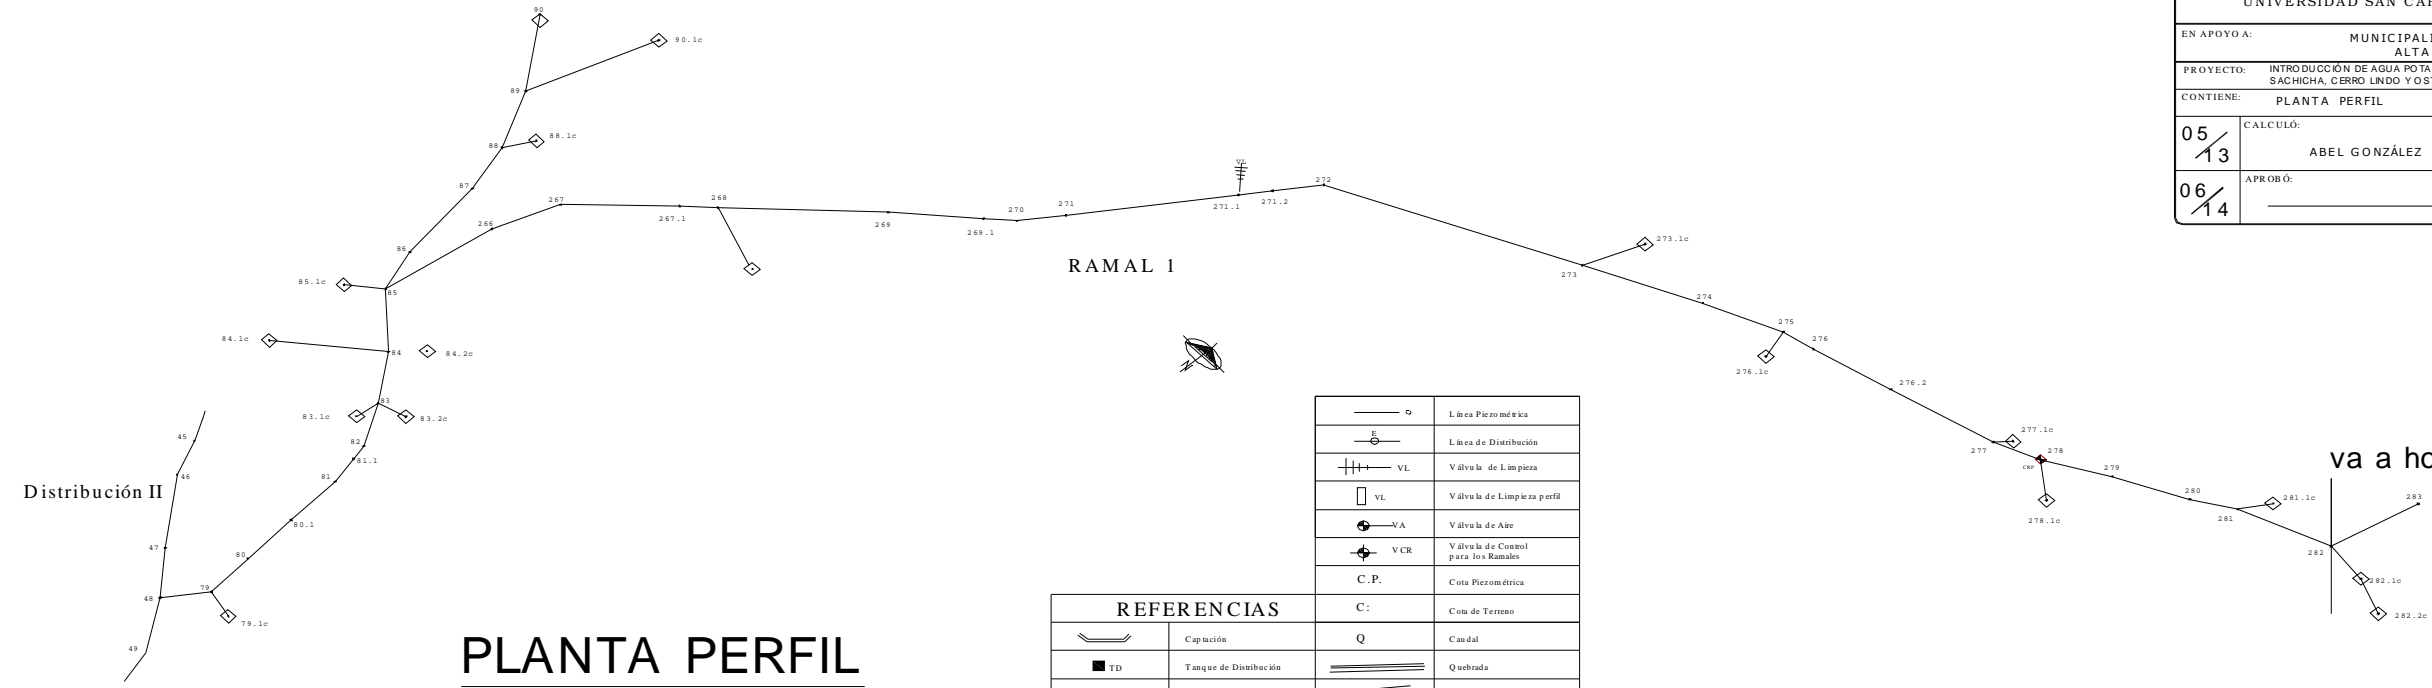 90
90.1c
89
88.1c
88
87
267
267.1
268
266
86
269
269.1
270
271
VL
271.1
271.2
272
RAMAL 1
85.1c
85
84.1c
84
84.2c
83
83.1c
83.2c
82
81.1
81
80.1
80
79
79.1c
45
46
Distribución II
47
48
49
273.1c
273
274
275
276
276.1c
276.2
277.1c
277
278
CRP
278.1c
279
280
281.1c
281
va a ho
283
282
282.1c
282.2c
PLANTA PERFIL
UNIVERSIDAD SAN CAR
EN APOYO A:
MUNICIPALI
ALTA
PROYECTO:
INTRODUCCIÓN DE AGUA POTA
SACHICHA, CERRO LINDO Y OS
CONTIENE:
PLANTA PERFIL
05/13
CALCULÓ:
ABEL GONZÁLEZ
06/14
APROBÓ:
Línea Piezométrica
E
Línea de Distribución
VL
Válvula de Limpieza
VL
Válvula de Limpieza perfil
VA
Válvula de Aire
VCR
Válvula de Control
para los Ramales
C.P.
Cota Piezométrica
REFERENCIAS
C:
Cota de Terreno
Captación
Q
Caudal
TD
Tanque de Distribución
Quebrada